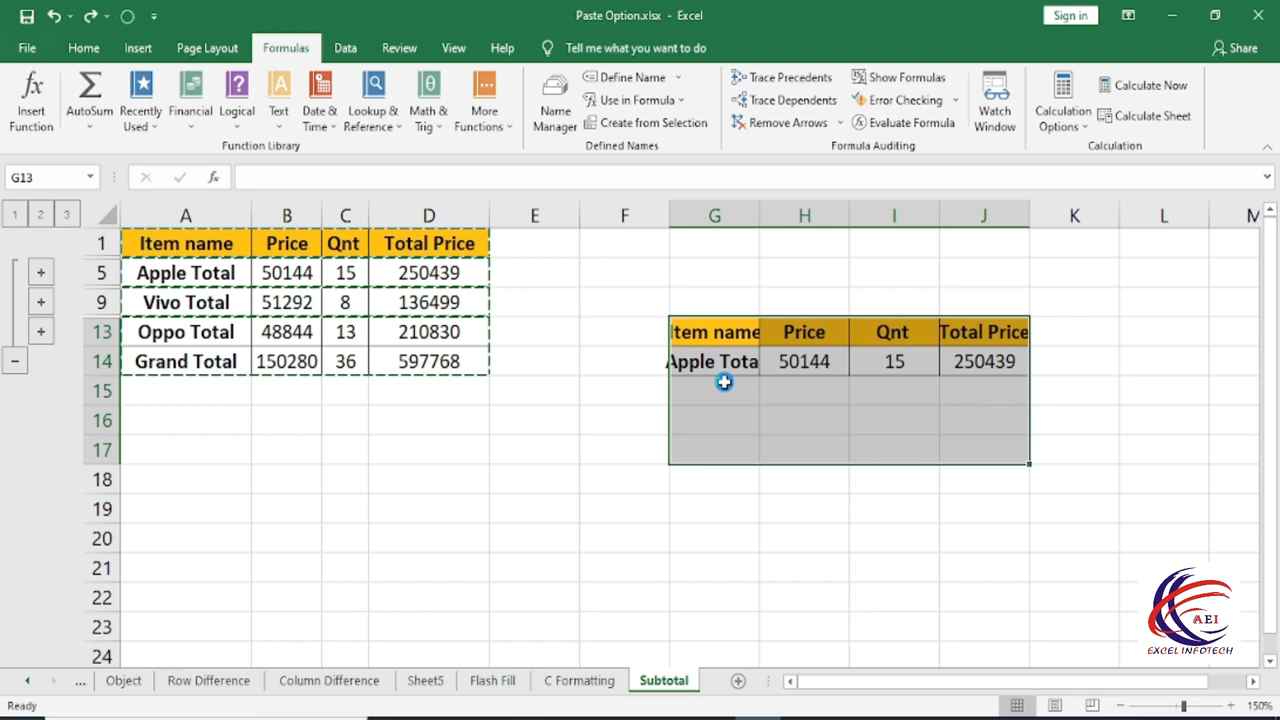 Paste Option.xlsx - Excel
Sign in
File Home Insert Page Layout Formulas Data Review View Help Tell me what you want to do Share
Insert Function
AutoSum
Recently Used
Financial
Logical
Text
Date & Time
Lookup & Reference
Math & Trig
More Functions
Function Library
Name Manager
Define Name
Use in Formula
Create from Selection
Defined Names
Trace Precedents
Trace Dependents
Remove Arrows
Show Formulas
Error Checking
Evaluate Formula
Formula Auditing
Watch Window
Calculation Options
Calculate Now
Calculate Sheet
Calculation
G13 fx
1 2 3 A B C D E F G H I J K L M
1 Item name Price Qnt Total Price
5 Apple Total 50144 15 250439
9 Vivo Total 51292 8 136499
13 Oppo Total 48844 13 210830 Item name Price Qnt Total Price
14 Grand Total 150280 36 597768 Apple Tota 50144 15 250439
15
16
17
18
19
20
21
22
23
24
AEI
EXCEL INFOTECH
... Object Row Difference Column Difference Sheet5 Flash Fill C Formatting Subtotal
Ready 150%